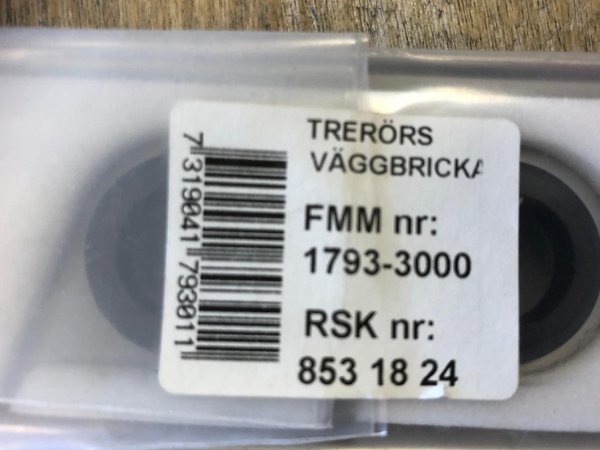 TRERÖRS
VÄGGBRICKA
FMM nr:
1793-3000
RSK nr:
853 18 24
7 319041 793011